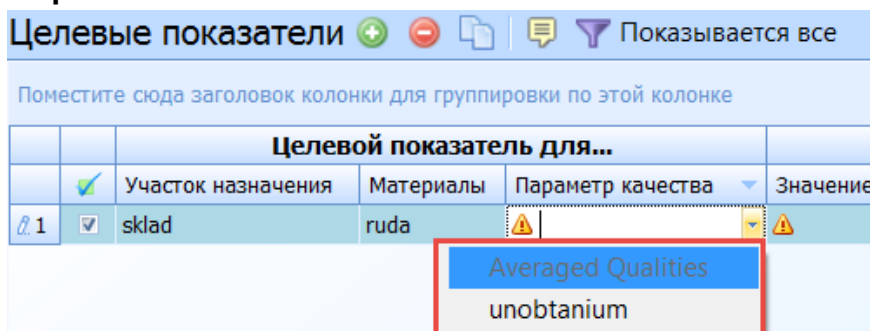 Целевые показатели Показывает все
Поместите сюда заголовок колонки для группировки по этой колонке
Целевой показатель для...
Участок назначения Материалы Параметр качества Значение
1 sklad ruda
Averaged Qualities
unobtanium